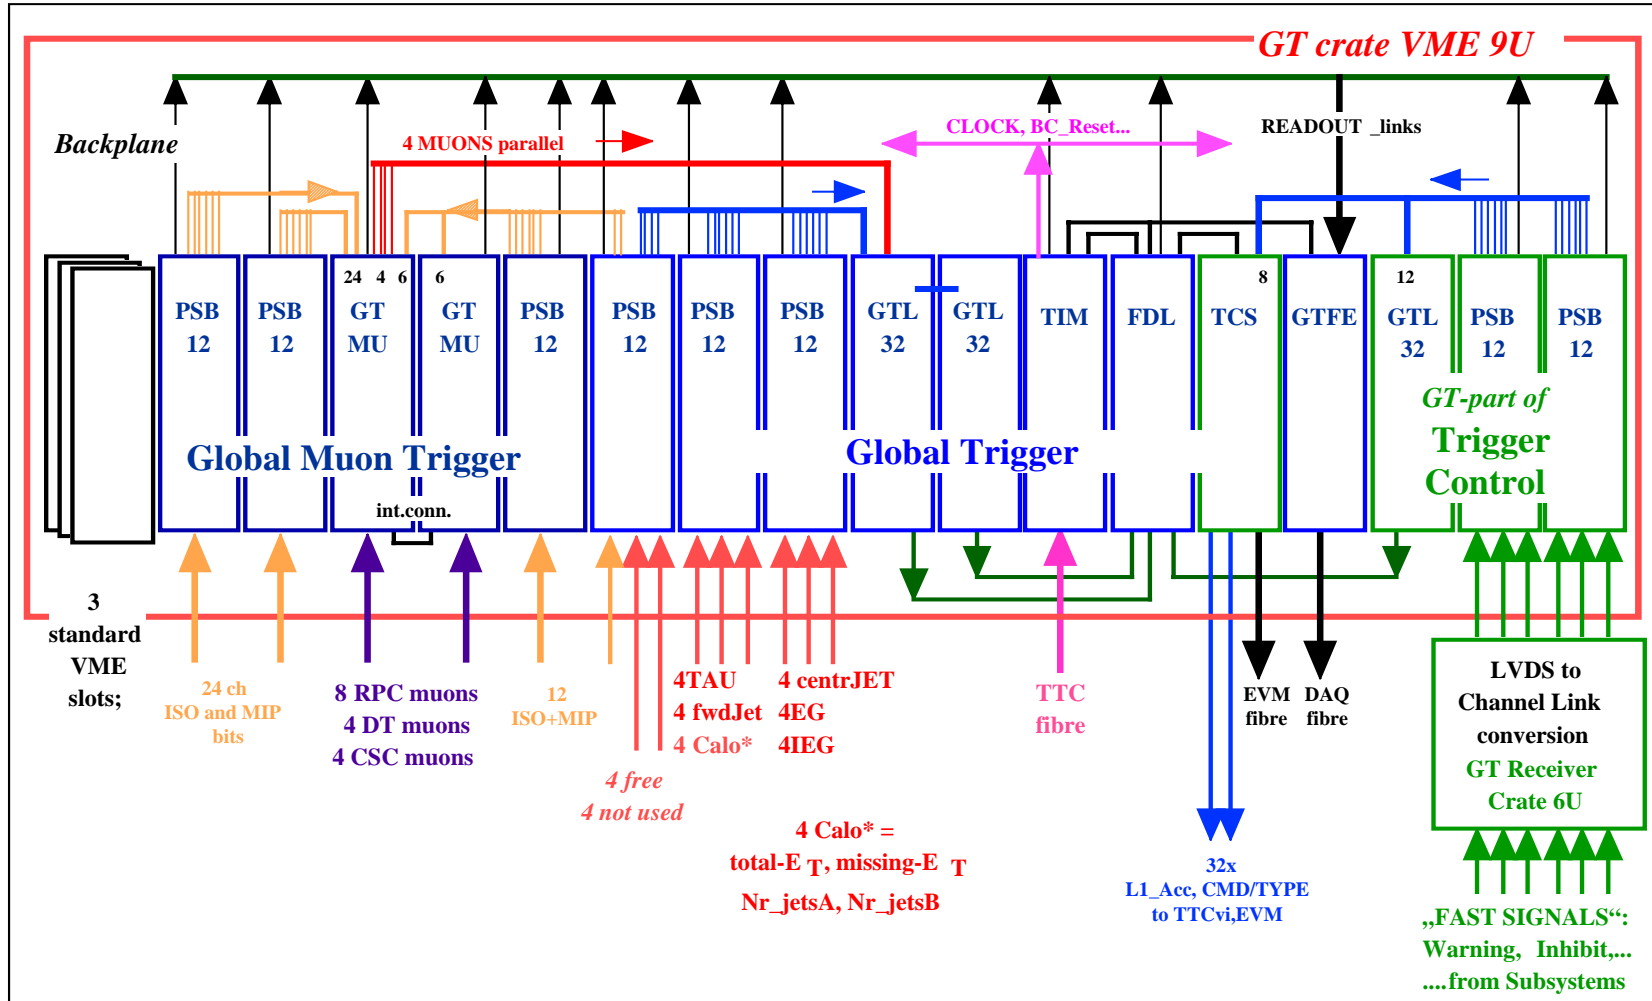 GT crate VME 9U
Backplane
4 MUONS parallel
CLOCK, BC_Reset...
READOUT _links
24 4 6
6
8
12
PSB
12
PSB
12
GT
MU
GT
MU
PSB
12
PSB
12
PSB
12
PSB
12
GTL
32
GTL
32
TIM
FDL
TCS
GTFE
GTL
32
PSB
12
PSB
12
Global Muon Trigger
Global Trigger
GT-part of
Trigger
Control
int.conn.
3
standard
VME
slots;
24 ch
ISO and MIP
bits
8 RPC muons
4 DT muons
4 CSC muons
12
ISO+MIP
4 free
4 not used
4TAU
4 fwdJet
4 Calo*
4 centrJET
4EG
4IEG
4 Calo* =
total-E T, missing-E T
Nr_jetsA, Nr_jetsB
TTC
fibre
32x
L1_Acc, CMD/TYPE
to TTCvi,EVM
EVM
fibre
DAQ
fibre
LVDS to
Channel Link
conversion
GT Receiver
Crate 6U
„FAST SIGNALS“:
Warning, Inhibit,...
....from Subsystems